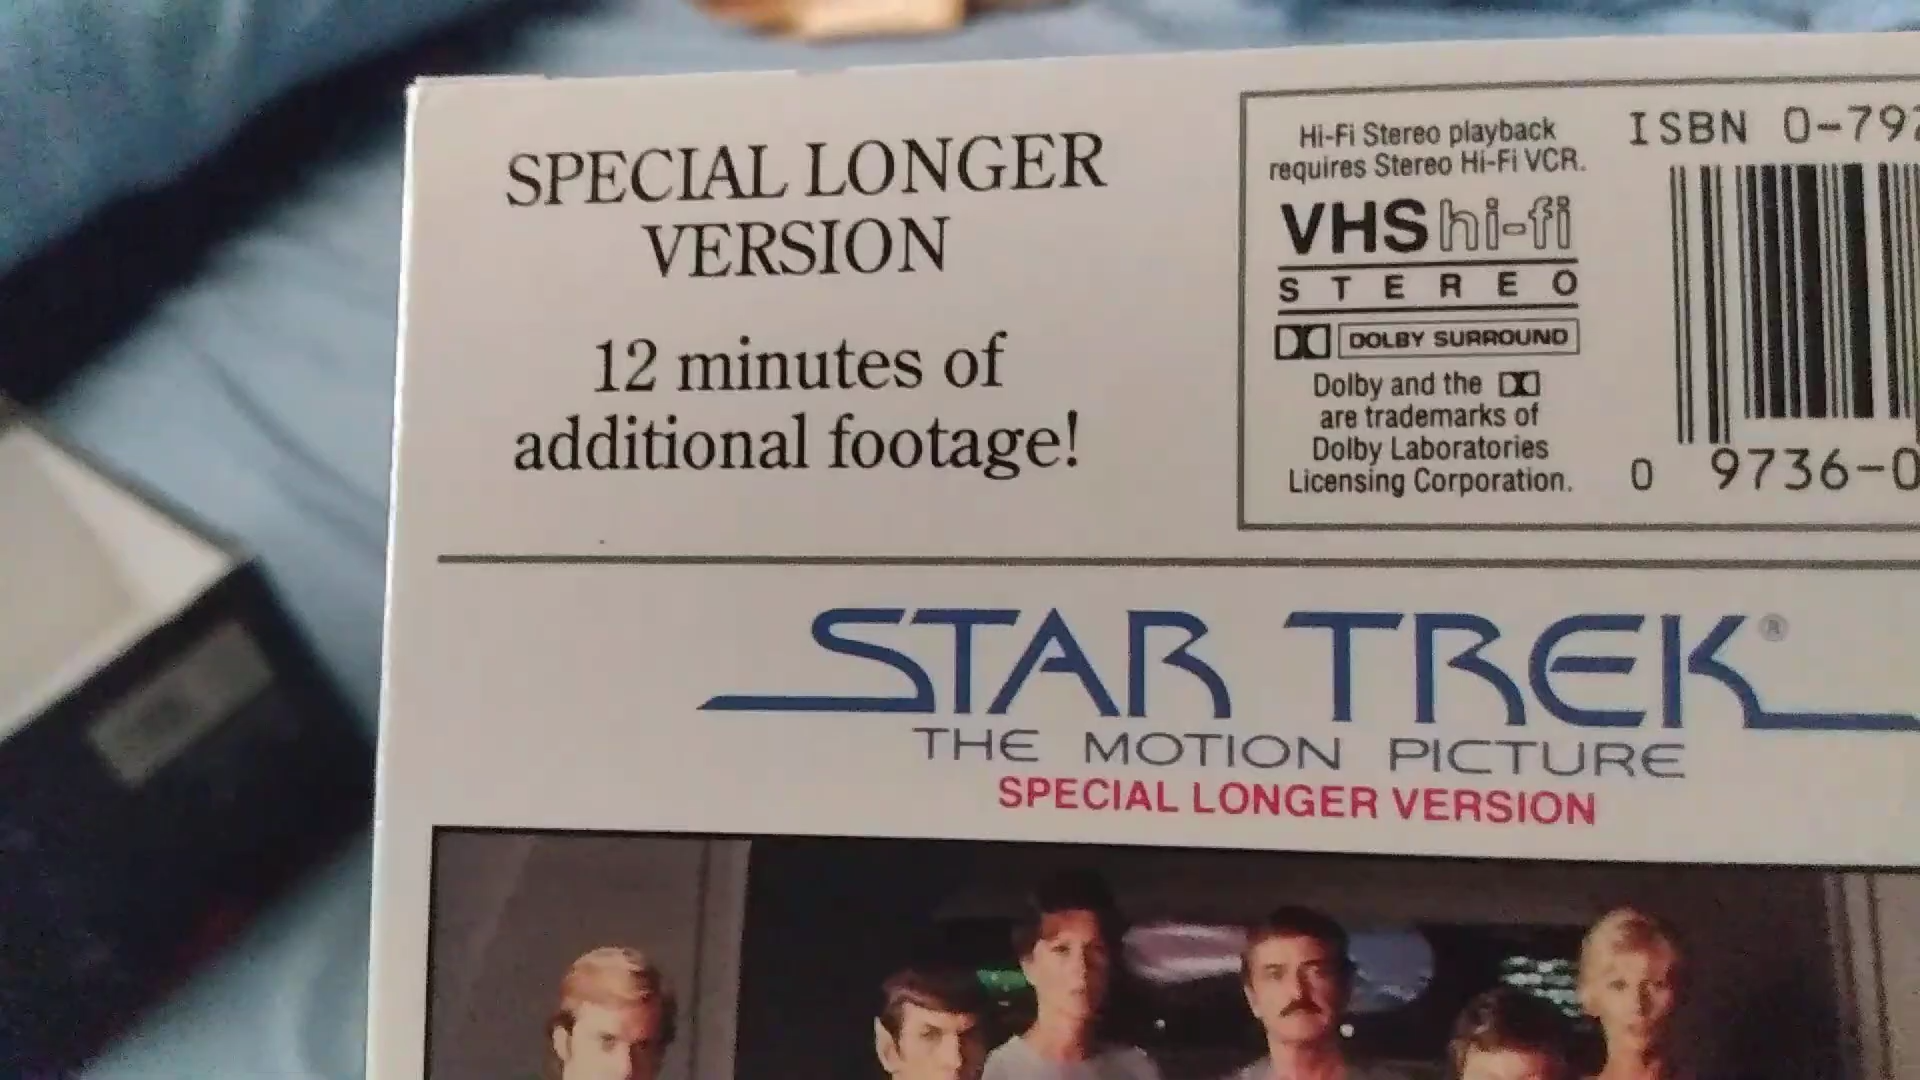 SPECIAL LONGER
VERSION
12 minutes of
additional footage!
Hi-Fi Stereo playback
requires Stereo Hi-Fi VCR.
VHS hi-fi
STEREO
DOLBY SURROUND
Dolby and the
are trademarks of
Dolby Laboratories
Licensing Corporation.
ISBN 0-79
0 9736-0
STAR TREK®
THE MOTION PICTURE
SPECIAL LONGER VERSION